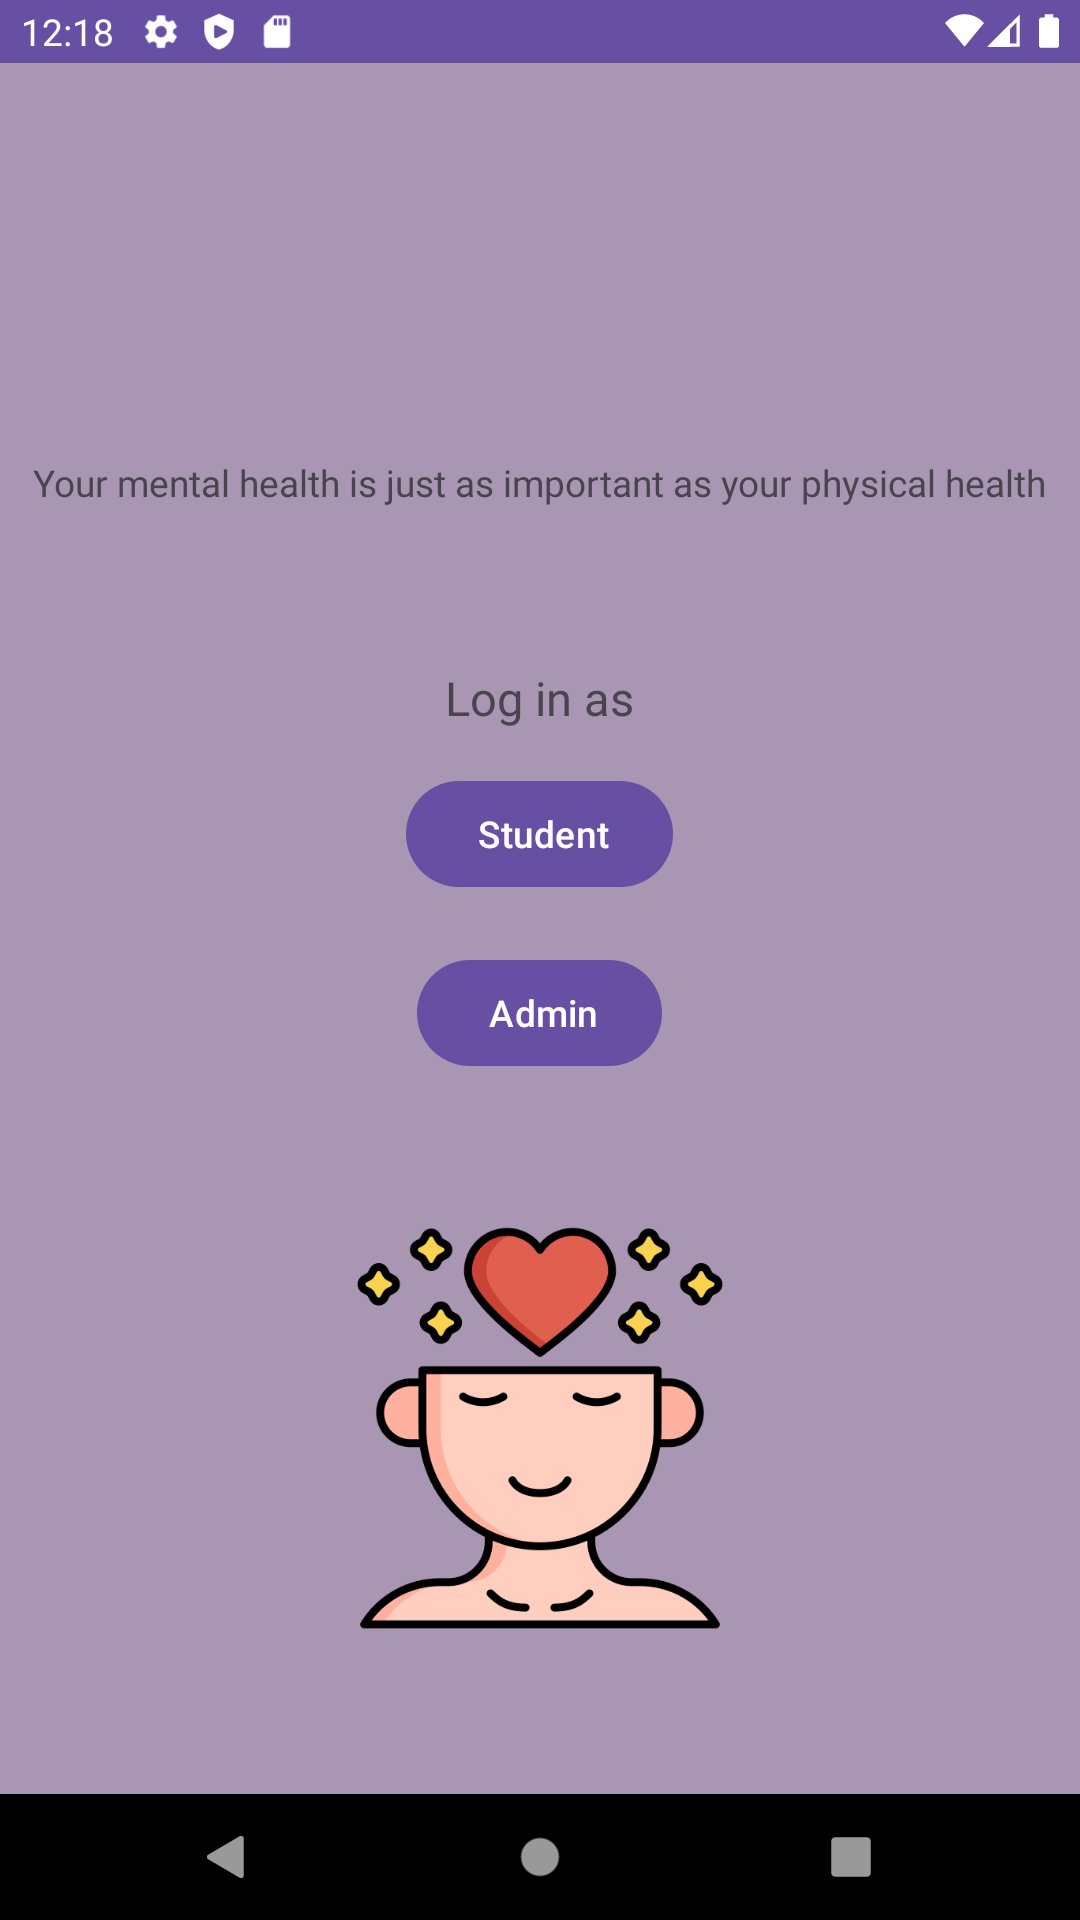 12:18
Your mental health is just as important as your physical health
Log in as
Student
Admin